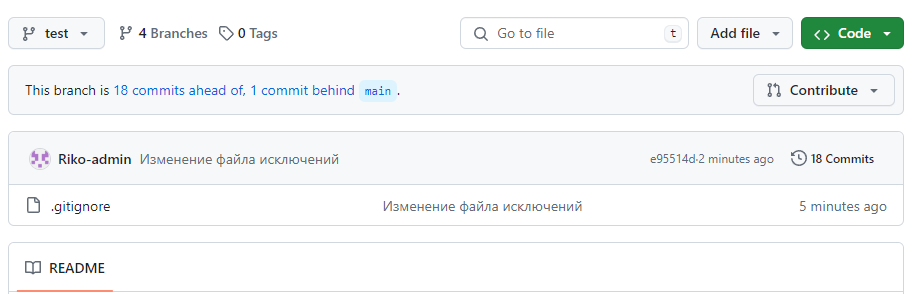 test 4 Branches 0 Tags Go to file t Add file Code
This branch is 18 commits ahead of, 1 commit behind main.
Riko-admin Изменение файла исключений e95514d·2 minutes ago 18 Commits
.gitignore Изменение файла исключений 5 minutes ago
README